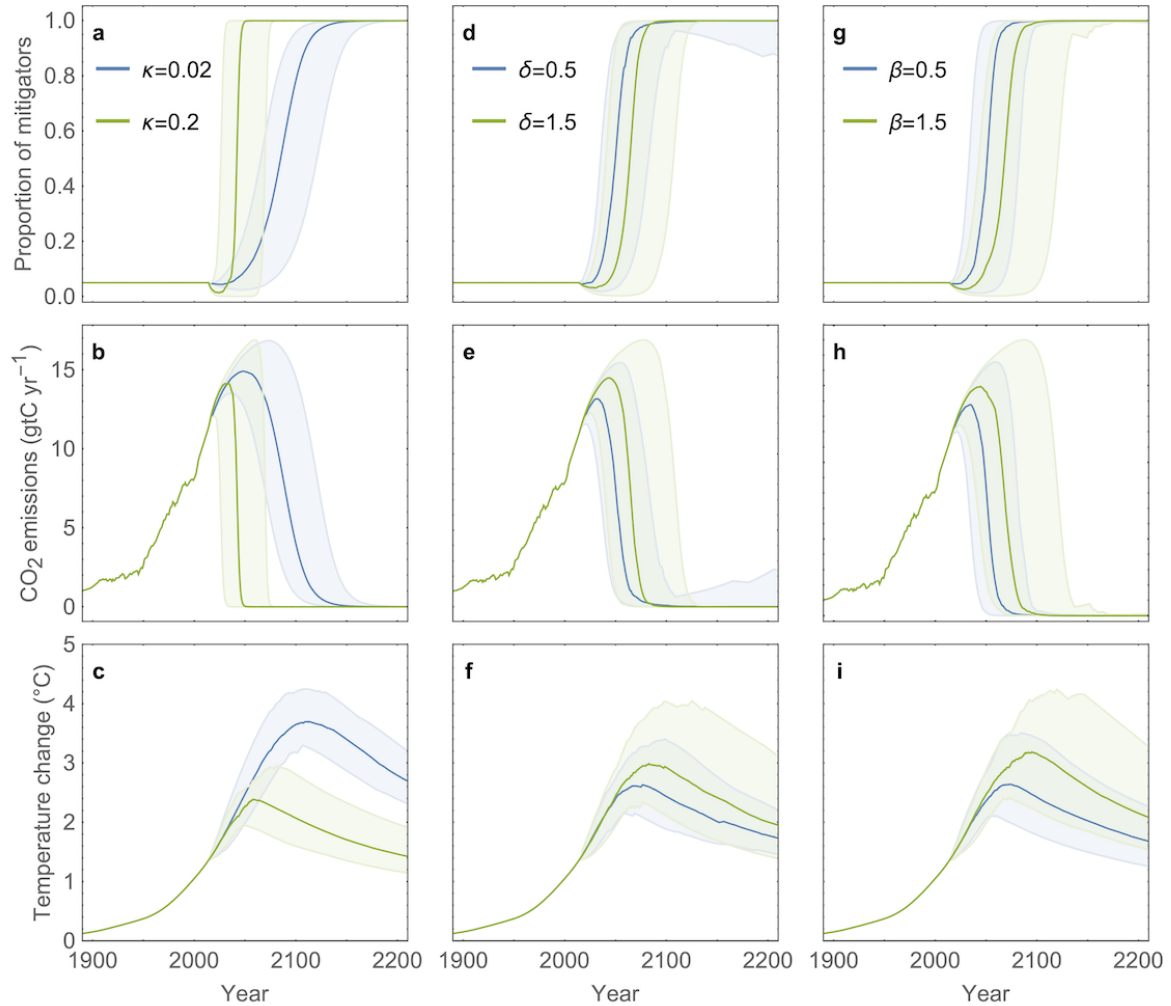 a
κ=0.02
κ=0.2
d
δ=0.5
δ=1.5
g
β=0.5
β=1.5
Proportion of mitigators
1.0
0.8
0.6
0.4
0.2
0.0
b
e
h
CO2 emissions (gtC yr−1)
15
10
5
0
c
f
i
Temperature change (°C)
5
4
3
2
1
0
1900 2000 2100 2200
1900 2000 2100 2200
1900 2000 2100 2200
Year
Year
Year